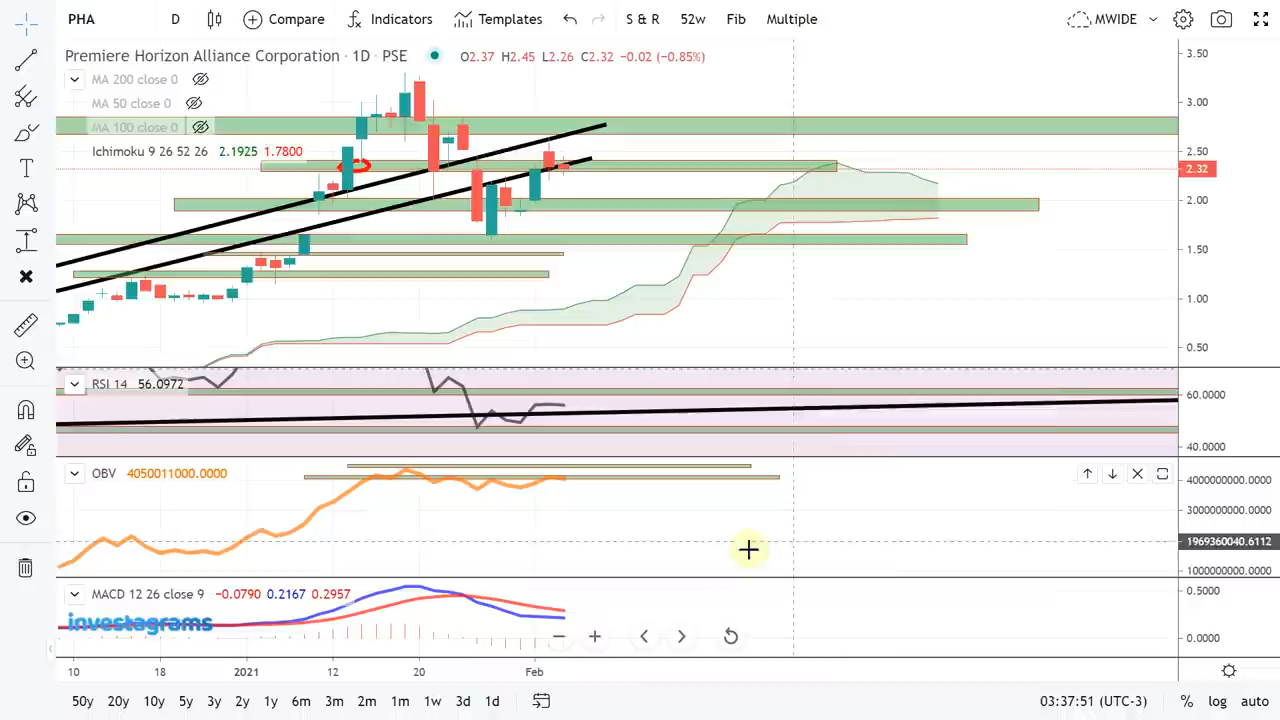 PHA D Compare Indicators Templates S & R 52w Fib Multiple MWIDE
Premiere Horizon Alliance Corporation · 1D · PSE O2.37 H2.45 L2.26 C2.32 −0.02 (−0.85%)
MA 200 close 0
MA 50 close 0
MA 100 close 0
Ichimoku 9 26 52 26 2.1925 1.7800
3.50
3.00
2.50
2.32
2.00
1.50
1.00
0.50
RSI 14 56.0972
60.0000
40.0000
OBV 4050011000.0000
4000000000.0000
3000000000.0000
1969360040.6112
1000000000.0000
MACD 12 26 close 9 −0.0790 0.2167 0.2957
0.5000
0.0000
investagrams
10 18 2021 12 20 Feb
50y 20y 10y 5y 3y 2y 1y 6m 3m 2m 1m 1w 3d 1d 03:37:51 (UTC-3) % log auto